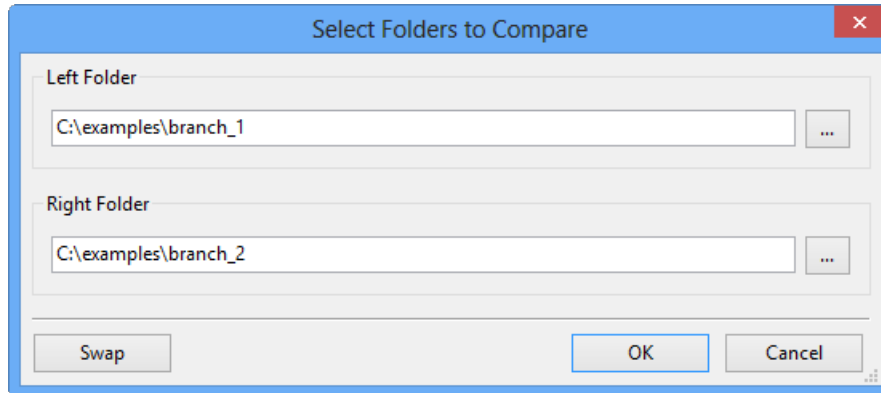 Select Folders to Compare
Left Folder
C:\examples\branch_1
...
Right Folder
C:\examples\branch_2
...
Swap OK Cancel